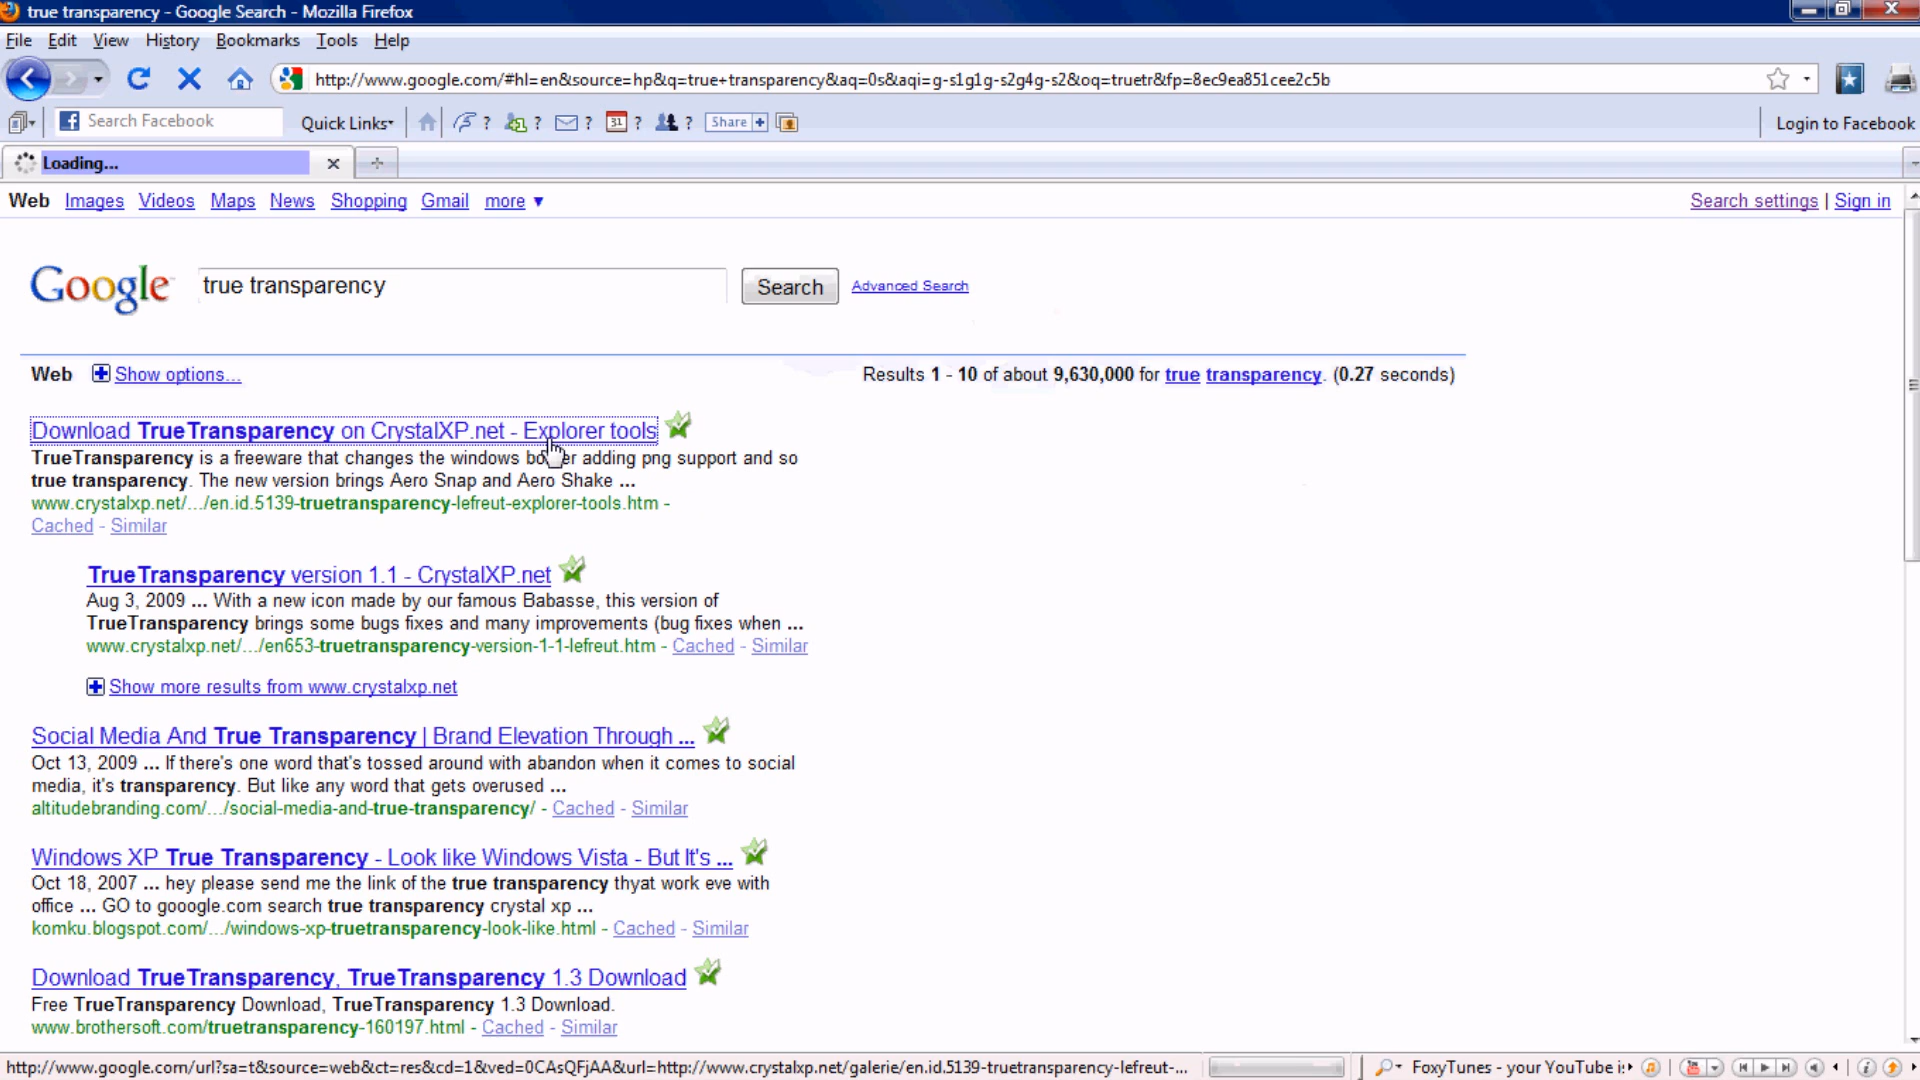 true transparency - Google Search - Mozilla Firefox
File Edit View History Bookmarks Tools Help
http://www.google.com/#hl=en&source=hp&q=true+transparency&aq=0s&aqi=g-s1g1g-s2g4g-s2&oq=truetr&fp=8ec9ea851cee2c5b
Search Facebook Quick Links ? ? ? 31 ? ? Share + Login to Facebook
Loading...
Web Images Videos Maps News Shopping Gmail more ▼ Search settings | Sign in
Google true transparency Search Advanced Search
Web Show options... Results 1 - 10 of about 9,630,000 for true transparency. (0.27 seconds)
Download TrueTransparency on CrystalXP.net - Explorer tools
TrueTransparency is a freeware that changes the windows border adding png support and so
true transparency. The new version brings Aero Snap and Aero Shake ...
www.crystalxp.net/.../en.id.5139-truetransparency-lefreut-explorer-tools.htm -
Cached - Similar
TrueTransparency version 1.1 - CrystalXP.net
Aug 3, 2009 ... With a new icon made by our famous Babasse, this version of
TrueTransparency brings some bugs fixes and many improvements (bug fixes when ...
www.crystalxp.net/.../en653-truetransparency-version-1-1-lefreut.htm - Cached - Similar
Show more results from www.crystalxp.net
Social Media And True Transparency | Brand Elevation Through ...
Oct 13, 2009 ... If there's one word that's tossed around with abandon when it comes to social
media, it's transparency. But like any word that gets overused ...
altitudebranding.com/.../social-media-and-true-transparency/ - Cached - Similar
Windows XP True Transparency - Look like Windows Vista - But It's ...
Oct 18, 2007 ... hey please send me the link of the true transparency thyat work eve with
office ... GO to gooogle.com search true transparency crystal xp ...
komku.blogspot.com/.../windows-xp-truetransparency-look-like.html - Cached - Similar
Download TrueTransparency, TrueTransparency 1.3 Download
Free TrueTransparency Download, TrueTransparency 1.3 Download.
www.brothersoft.com/truetransparency-160197.html - Cached - Similar
http://www.google.com/url?sa=t&source=web&ct=res&cd=1&ved=0CAsQFjAA&url=http://www.crystalxp.net/galerie/en.id.5139-truetransparency-lefreut-... FoxyTunes - your YouTube